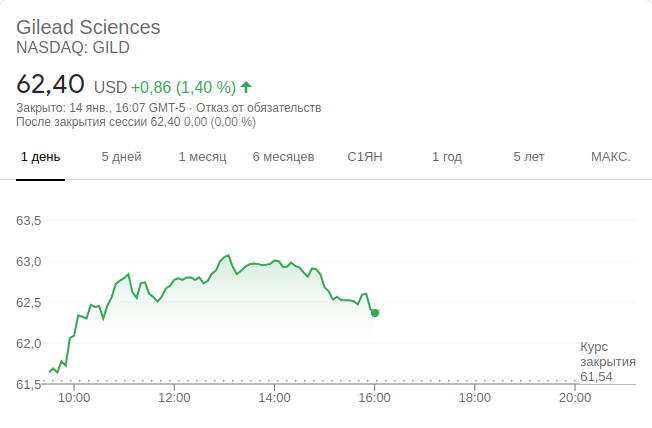 Gilead Sciences
NASDAQ: GILD
62,40 USD +0,86 (1,40 %)
Закрыто: 14 янв., 16:07 GMT-5 · Отказ от обязательств
После закрытия сессии 62,40 0,00 (0,00 %)
1 день 5 дней 1 месяц 6 месяцев С1ЯН 1 год 5 лет МАКС.
63,5
63,0
62,5
62,0
61,5
Курс
закрытия
61,54
10:00 12:00 14:00 16:00 18:00 20:00